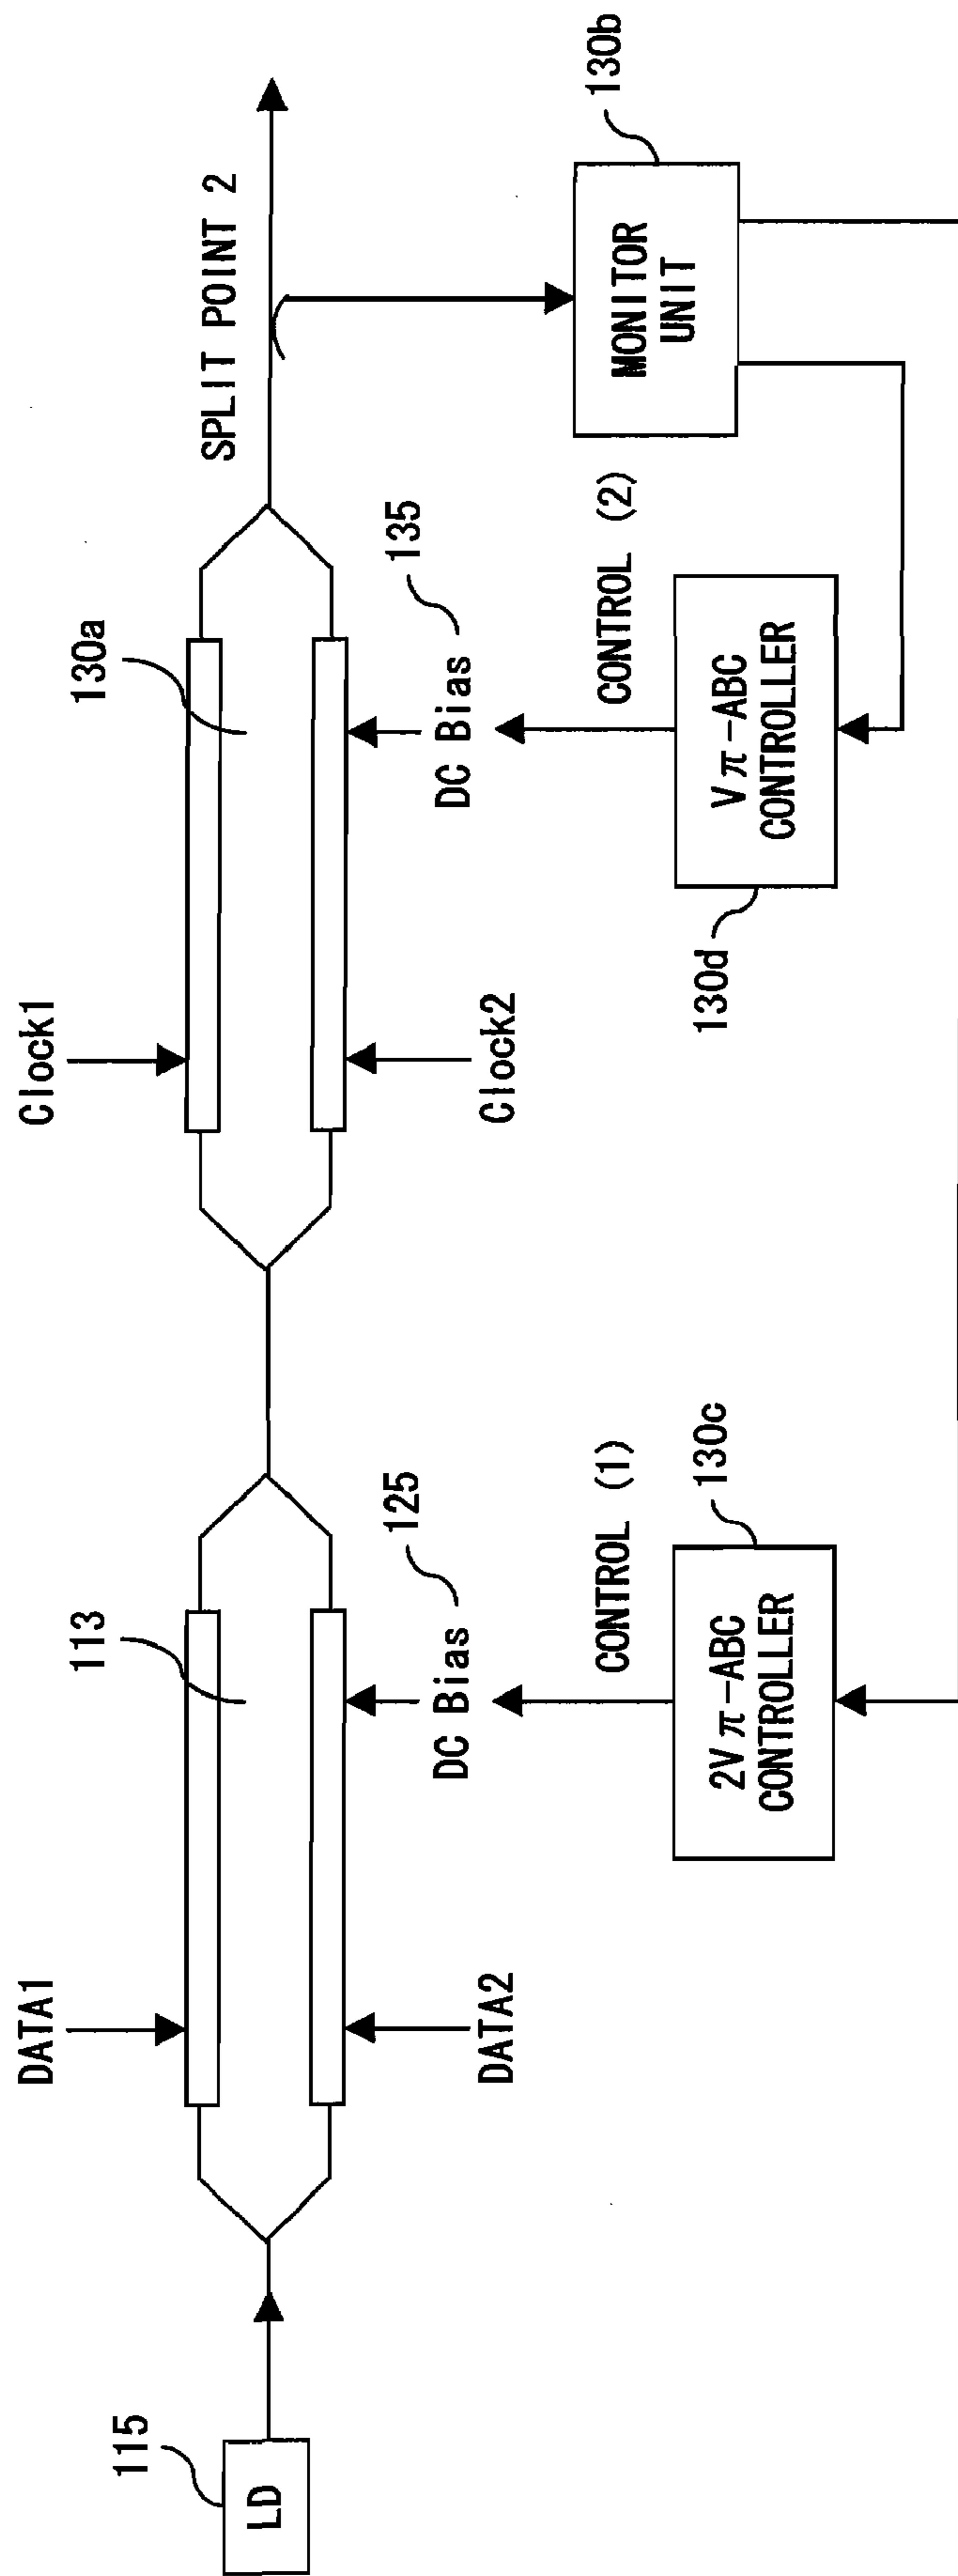 115
LD
DATA1
113
DATA2
DC Bias
125
CONTROL (1)
2Vπ-ABC
CONTROLLER
130c
Clock1
130a
Clock2
DC Bias
135
CONTROL (2)
Vπ-ABC
CONTROLLER
130d
SPLIT POINT 2
MONITOR
UNIT
130b